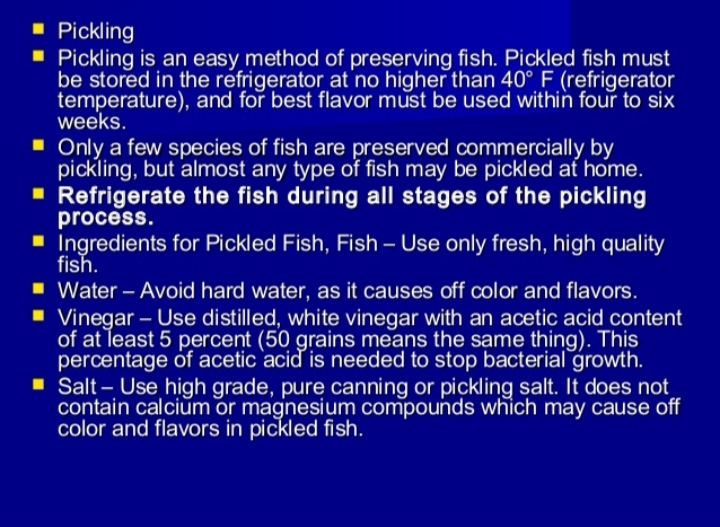 Pickling
Pickling is an easy method of preserving fish. Pickled fish must
be stored in the refrigerator at no higher than 40° F (refrigerator
temperature), and for best flavor must be used within four to six
weeks.
Only a few species of fish are preserved commercially by
pickling, but almost any type of fish may be pickled at home.
Refrigerate the fish during all stages of the pickling
process.
Ingredients for Pickled Fish, Fish – Use only fresh, high quality
fish.
Water – Avoid hard water, as it causes off color and flavors.
Vinegar – Use distilled, white vinegar with an acetic acid content
of at least 5 percent (50 grains means the same thing). This
percentage of acetic acid is needed to stop bacterial growth.
Salt – Use high grade, pure canning or pickling salt. It does not
contain calcium or magnesium compounds which may cause off
color and flavors in pickled fish.